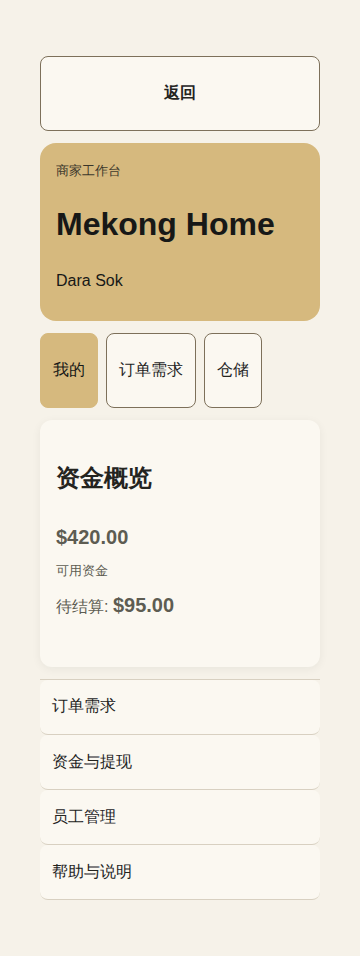 返回
商家工作台
Mekong Home
Dara Sok
我的 订单需求 仓储
资金概览
$420.00
可用资金
待结算: $95.00
订单需求
资金与提现
员工管理
帮助与说明